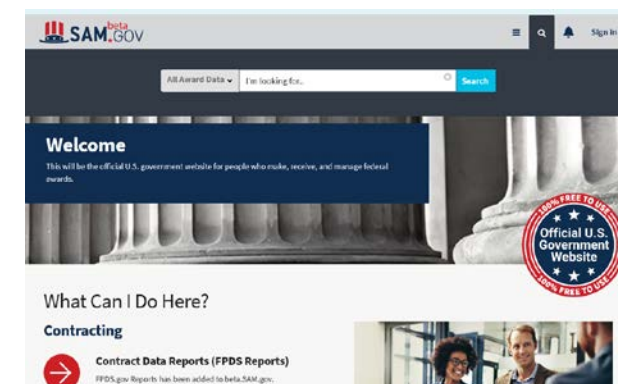 beta
SAM.GOV
Sign In
All Award Data
I'm looking for..
Search
Welcome
This will be the official U.S. government website for people who make, receive, and manage federal
awards.
100% FREE TO USE
Official U.S.
Government
Website
100% FREE TO USE
What Can I Do Here?
Contracting
Contract Data Reports (FPDS Reports)
FPDS.gov Reports has been added to beta.SAM.gov.